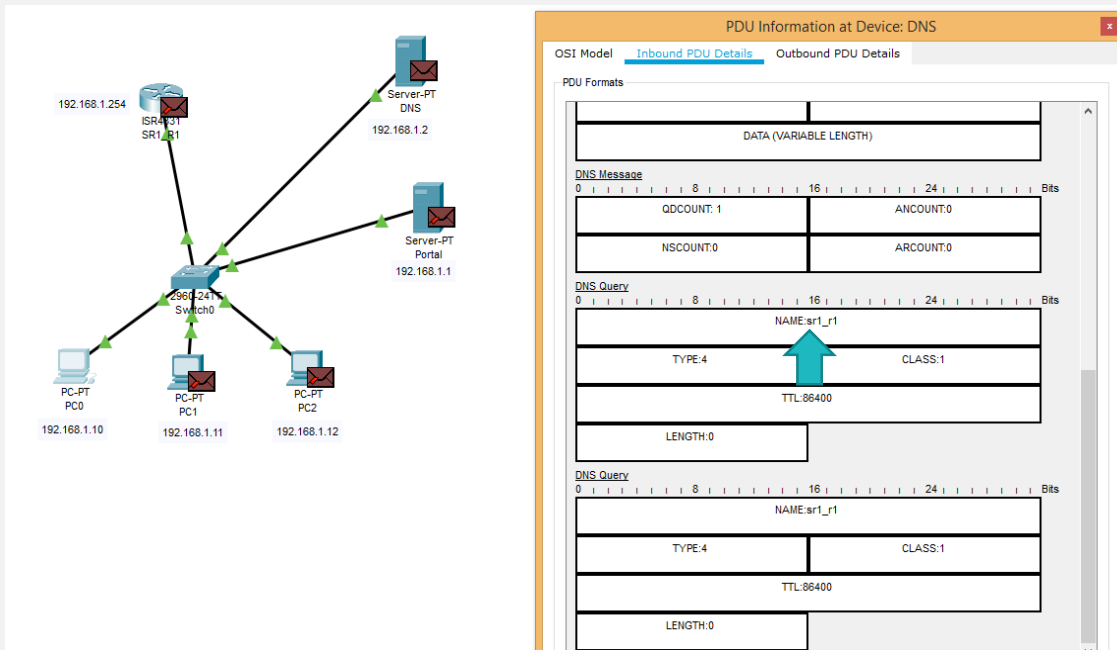 PDU Information at Device: DNS
x
OSI Model Inbound PDU Details Outbound PDU Details
PDU Formats
DATA (VARIABLE LENGTH)
DNS Message
0 8 16 24 Bits
QDCOUNT: 1 ANCOUNT:0
NSCOUNT:0 ARCOUNT:0
DNS Query
0 8 16 24 Bits
NAME:sr1_r1
TYPE:4 CLASS:1
TTL:86400
LENGTH:0
DNS Query
0 8 16 24 Bits
NAME:sr1_r1
TYPE:4 CLASS:1
TTL:86400
LENGTH:0
192.168.1.254
ISR4331
SR1_R1
Server-PT
DNS
192.168.1.2
Server-PT
Portal
192.168.1.1
2960-24TT
Switch0
PC-PT
PC0
192.168.1.10
PC-PT
PC1
192.168.1.11
PC-PT
PC2
192.168.1.12